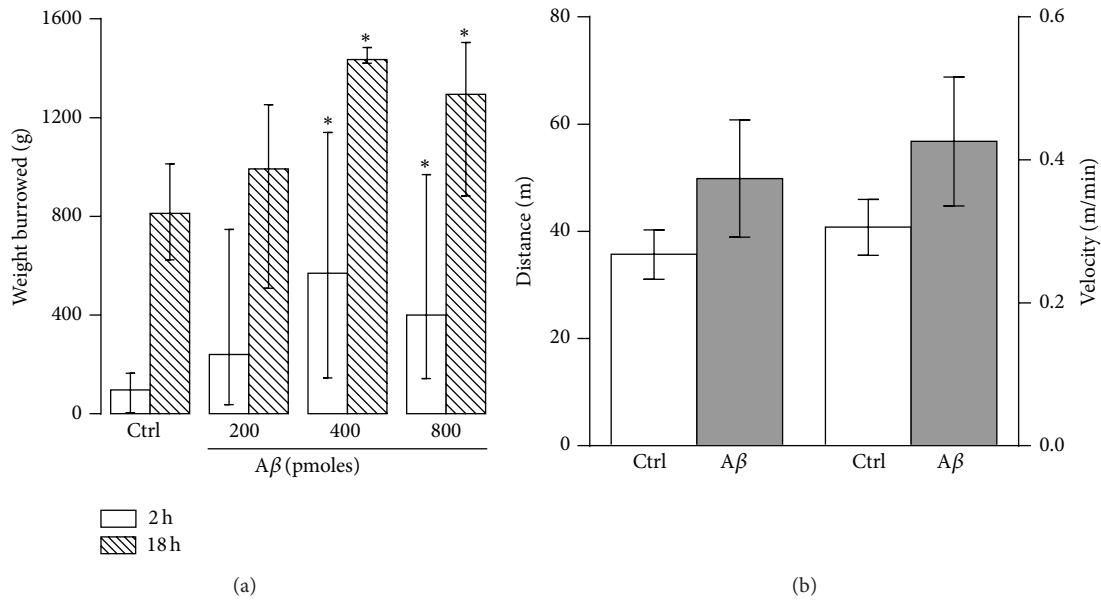 1600
1200
800
400
0
Weight burrowed (g)
*
*
*
*
Ctrl 200 400 800
Aβ (pmoles)
2 h
18 h
(a)
80
60
40
20
0
Distance (m)
0.6
0.4
0.2
0.0
Velocity (m/min)
Ctrl Aβ Ctrl Aβ
(b)